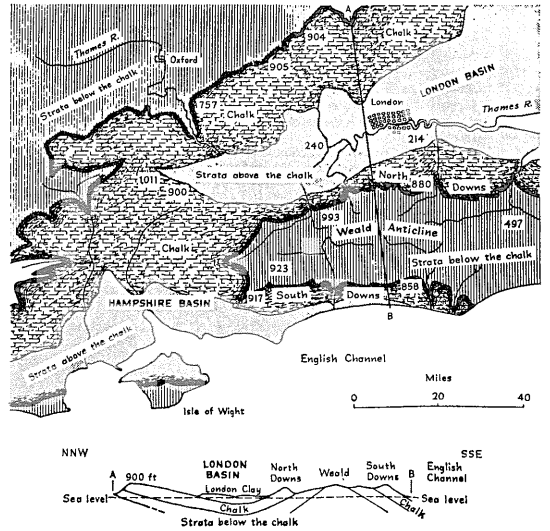 A
904
Chalk
Thames R.
905
Oxford
Strata below the chalk
757
LONDON BASIN
London
Thames R.
Chalk
240
214
Strata above the chalk
North
880
Downs
1011
900
993
497
Weald Anticline
Chalk
Strata below the chalk
923
858
917
South
Downs
HAMPSHIRE BASIN
B
Strata above the chalk
English Channel
Miles
0 20 40
Isle of Wight
NNW
SSE
A
900 ft
LONDON BASIN
North Downs
Weald
South Downs
B
English Channel
London Clay
Sea level
Sea level
Chalk
Strata below the chalk